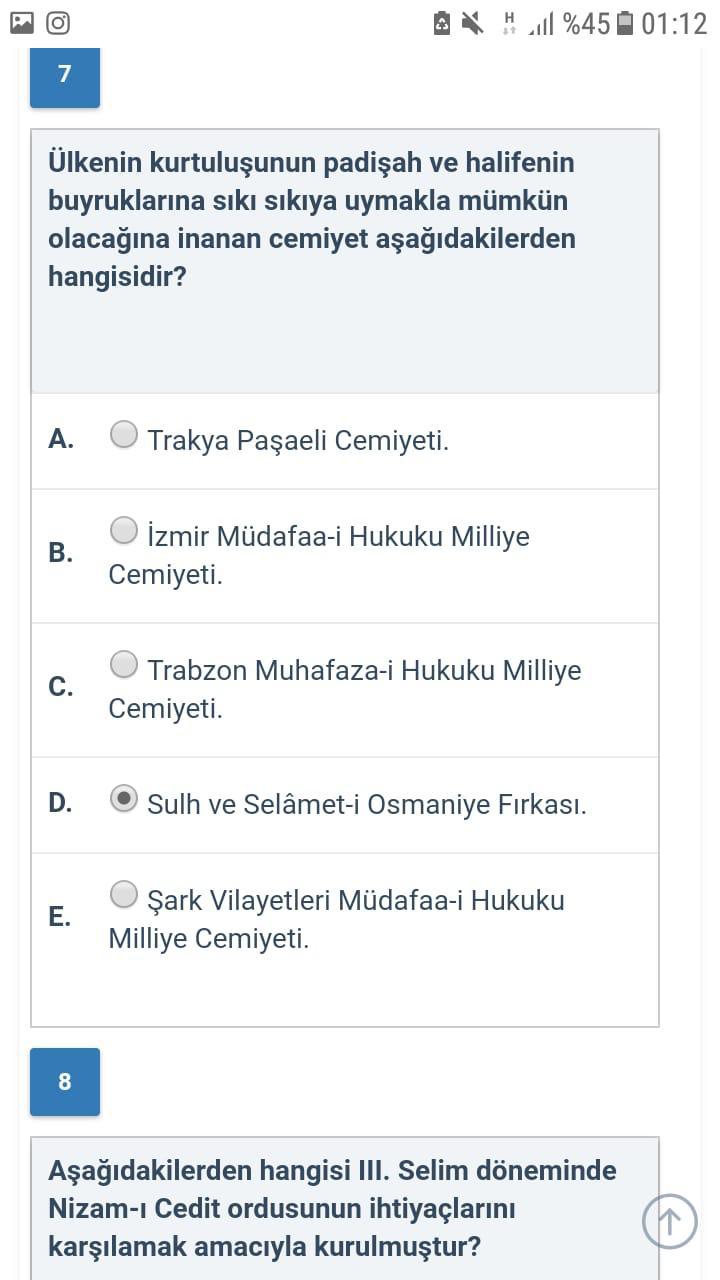 H %45 01:12
7
Ülkenin kurtuluşunun padişah ve halifenin
buyruklarına sıkı sıkıya uymakla mümkün
olacağına inanan cemiyet aşağıdakilerden
hangisidir?
A. Trakya Paşaeli Cemiyeti.
B. İzmir Müdafaa-i Hukuku Milliye
Cemiyeti.
C. Trabzon Muhafaza-i Hukuku Milliye
Cemiyeti.
D. Sulh ve Selâmet-i Osmaniye Fırkası.
E. Şark Vilayetleri Müdafaa-i Hukuku
Milliye Cemiyeti.
8
Aşağıdakilerden hangisi III. Selim döneminde
Nizam-ı Cedit ordusunun ihtiyaçlarını
karşılamak amacıyla kurulmuştur?